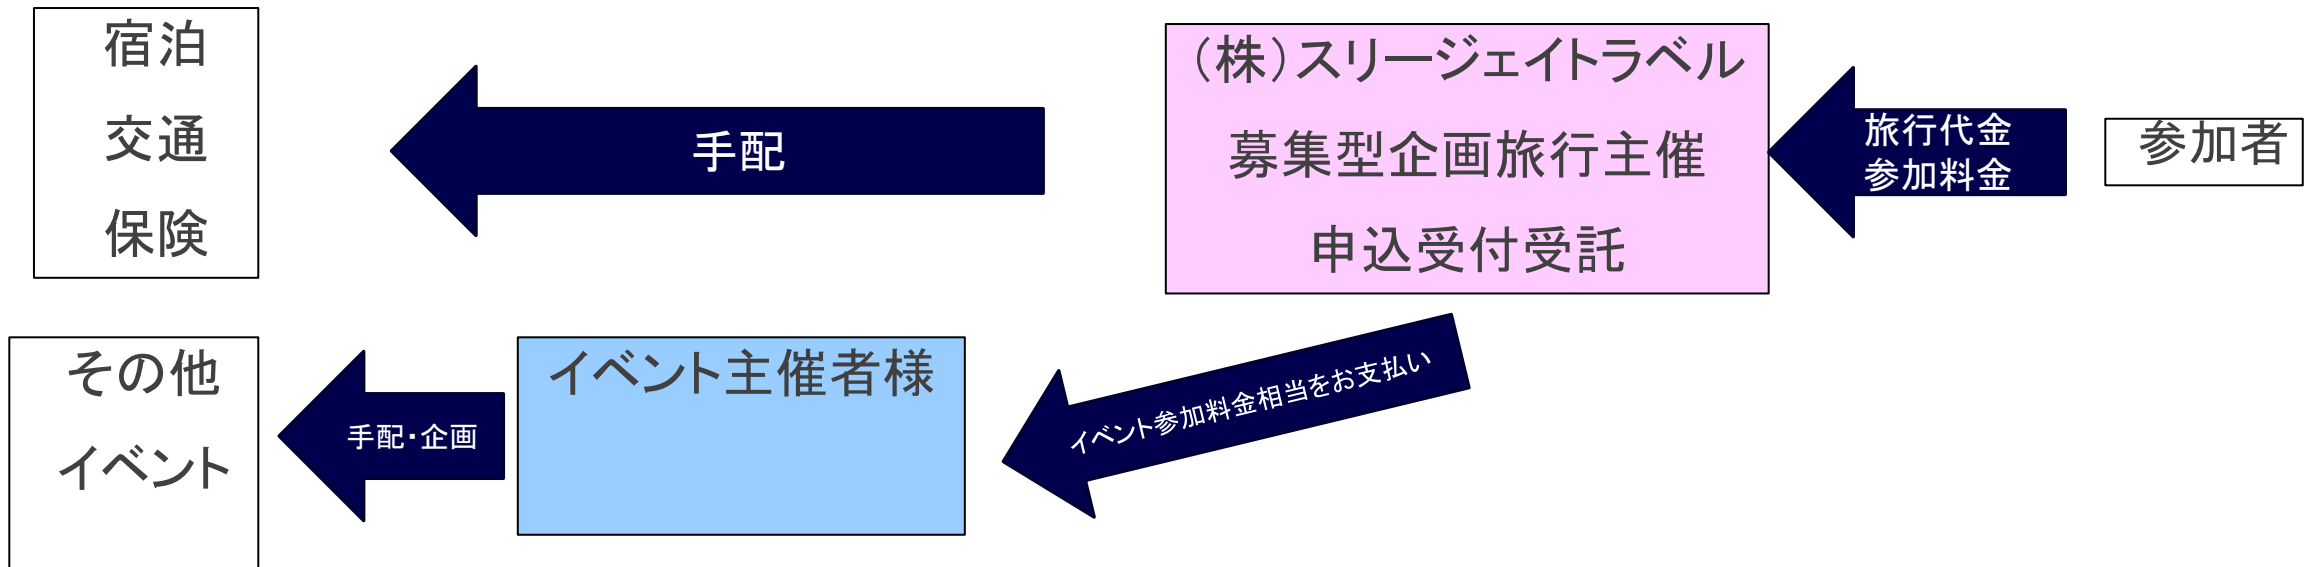 宿泊
交通
保険
手配
（株）スリージェイトラベル
募集型企画旅行主催
申込受付受託
旅行代金
参加料金
参加者
その他
イベント
手配・企画
イベント主催者様
イベント参加料金相当をお支払い